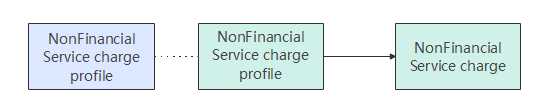 NonFinancial
Service charge
profile
NonFinancial
Service charge
profile
NonFinancial
Service charge